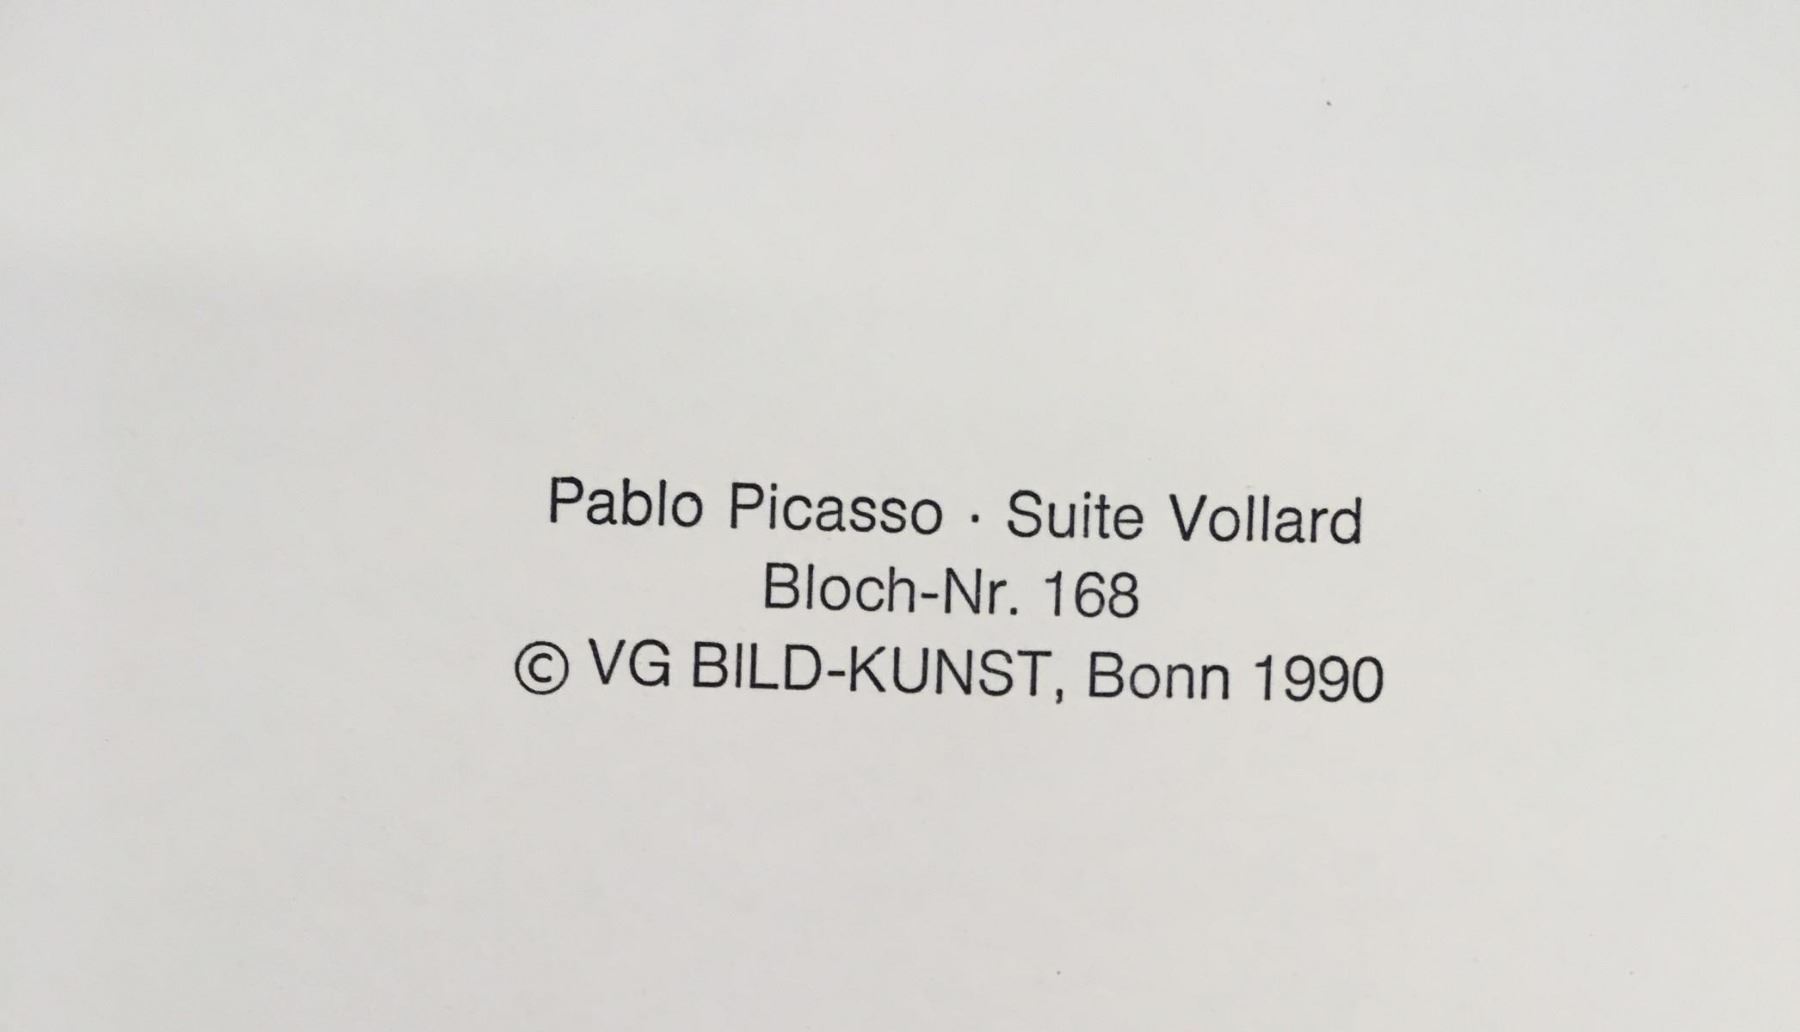 Pablo Picasso · Suite Vollard
Bloch-Nr. 168
© VG BILD-KUNST, Bonn 1990